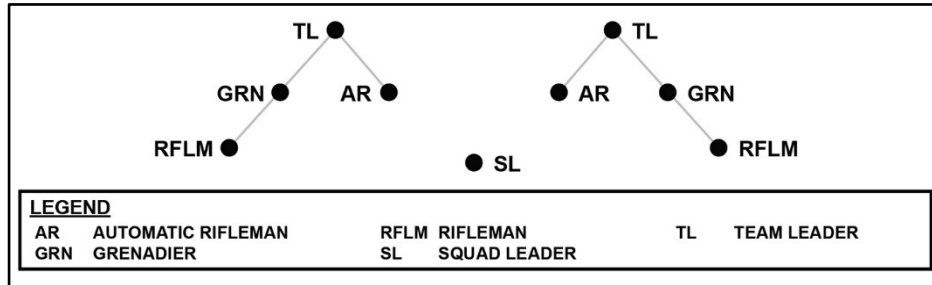 TL TL
GRN AR AR GRN
RFLM RFLM
SL
LEGEND
AR AUTOMATIC RIFLEMAN RFLM RIFLEMAN TL TEAM LEADER
GRN GRENADIER SL SQUAD LEADER